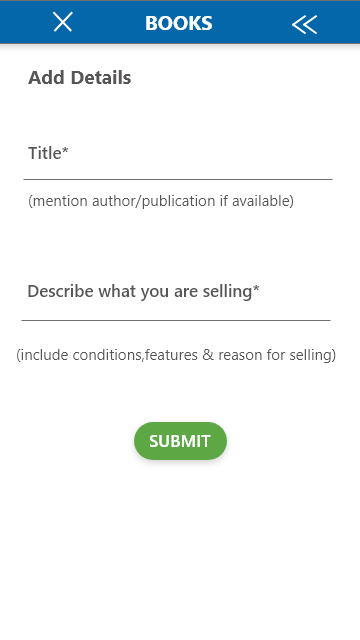 BOOKS
Add Details
Title*
(mention author/publication if available)
Describe what you are selling*
(include conditions,features & reason for selling)
SUBMIT